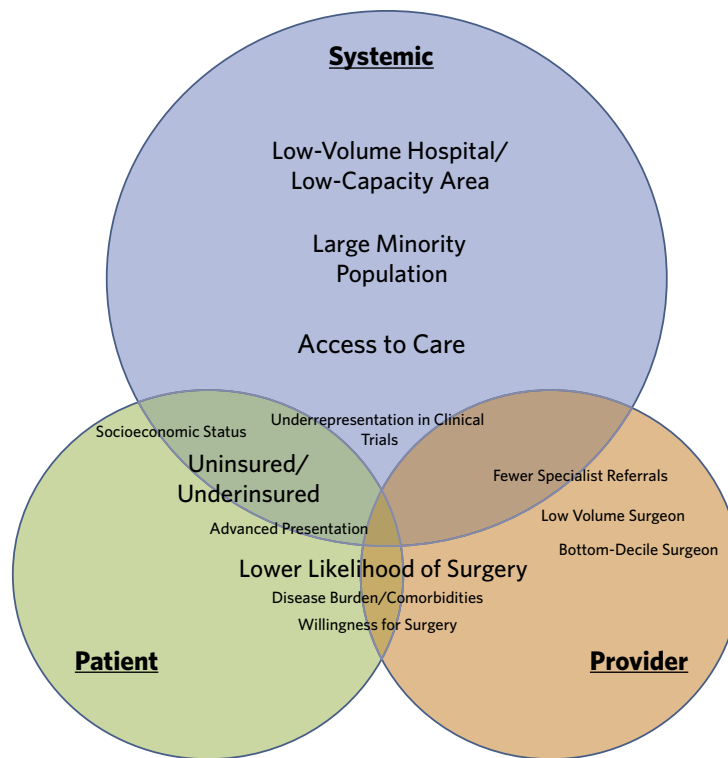 Systemic
Low-Volume Hospital/
Low-Capacity Area
Large Minority
Population
Access to Care
Underrepresentation in Clinical
Trials
Socioeconomic Status
Uninsured/
Underinsured
Fewer Specialist Referrals
Low Volume Surgeon
Advanced Presentation
Bottom-Decile Surgeon
Lower Likelihood of Surgery
Disease Burden/Comorbidities
Willingness for Surgery
Patient
Provider